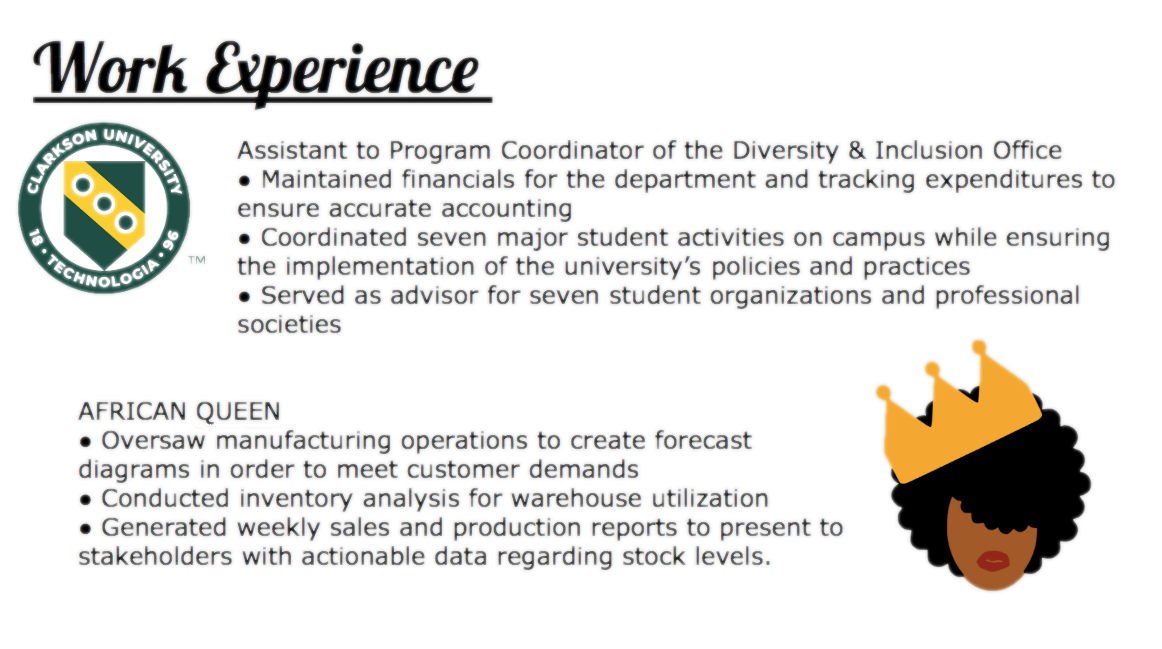 Work Experience
CLARKSON UNIVERSITY
18 • TECHNOLOGIA • 96
TM
Assistant to Program Coordinator of the Diversity & Inclusion Office
• Maintained financials for the department and tracking expenditures to
ensure accurate accounting
• Coordinated seven major student activities on campus while ensuring
the implementation of the university’s policies and practices
• Served as advisor for seven student organizations and professional
societies
AFRICAN QUEEN
• Oversaw manufacturing operations to create forecast
diagrams in order to meet customer demands
• Conducted inventory analysis for warehouse utilization
• Generated weekly sales and production reports to present to
stakeholders with actionable data regarding stock levels.